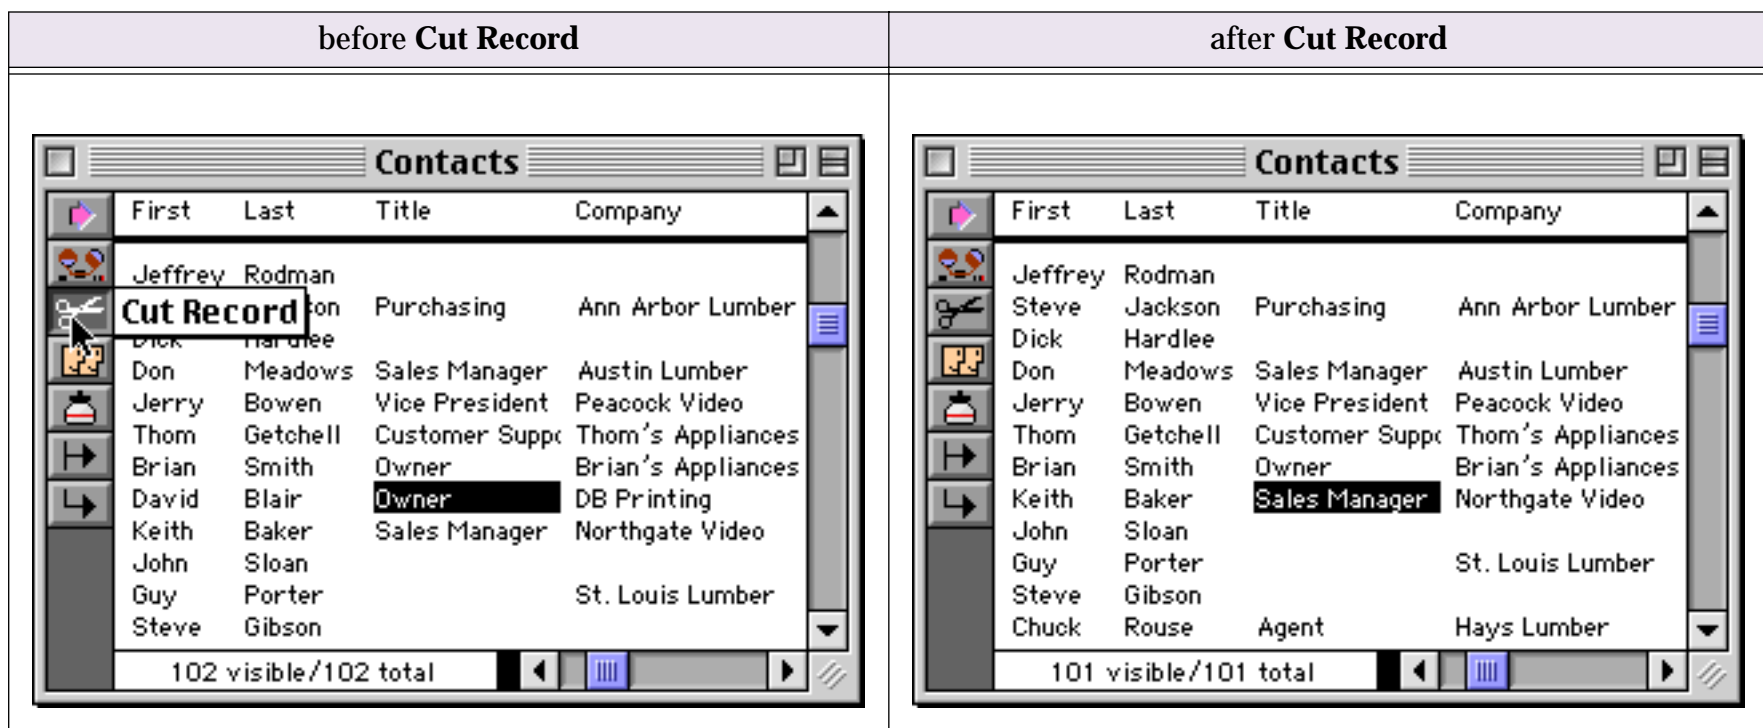 before Cut Record
after Cut Record
Contacts
First Last Title Company
Jeffrey Rodman
Cut Record on Purchasing Ann Arbor Lumber
Dick Hardlee
Don Meadows Sales Manager Austin Lumber
Jerry Bowen Vice President Peacock Video
Thom Getchell Customer Suppo Thom's Appliances
Brian Smith Owner Brian's Appliances
David Blair Owner DB Printing
Keith Baker Sales Manager Northgate Video
John Sloan
Guy Porter St. Louis Lumber
Steve Gibson
102 visible/102 total
Contacts
First Last Title Company
Jeffrey Rodman
Steve Jackson Purchasing Ann Arbor Lumber
Dick Hardlee
Don Meadows Sales Manager Austin Lumber
Jerry Bowen Vice President Peacock Video
Thom Getchell Customer Suppo Thom's Appliances
Brian Smith Owner Brian's Appliances
Keith Baker Sales Manager Northgate Video
John Sloan
Guy Porter St. Louis Lumber
Steve Gibson
Chuck Rouse Agent Hays Lumber
101 visible/101 total